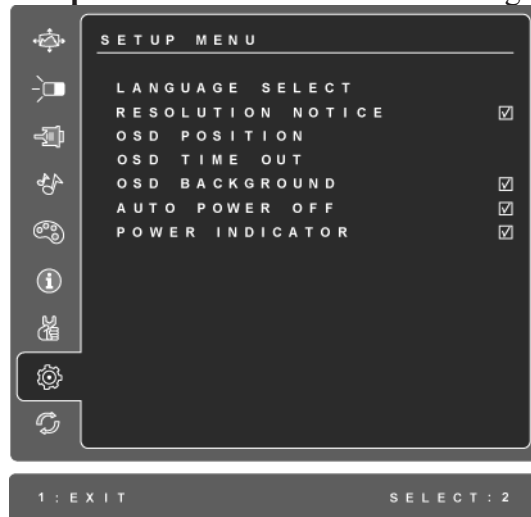 SETUP MENU
LANGUAGE SELECT
RESOLUTION NOTICE ☑
OSD POSITION
OSD TIME OUT
OSD BACKGROUND ☑
AUTO POWER OFF ☑
POWER INDICATOR ☑
1:EXIT SELECT:2